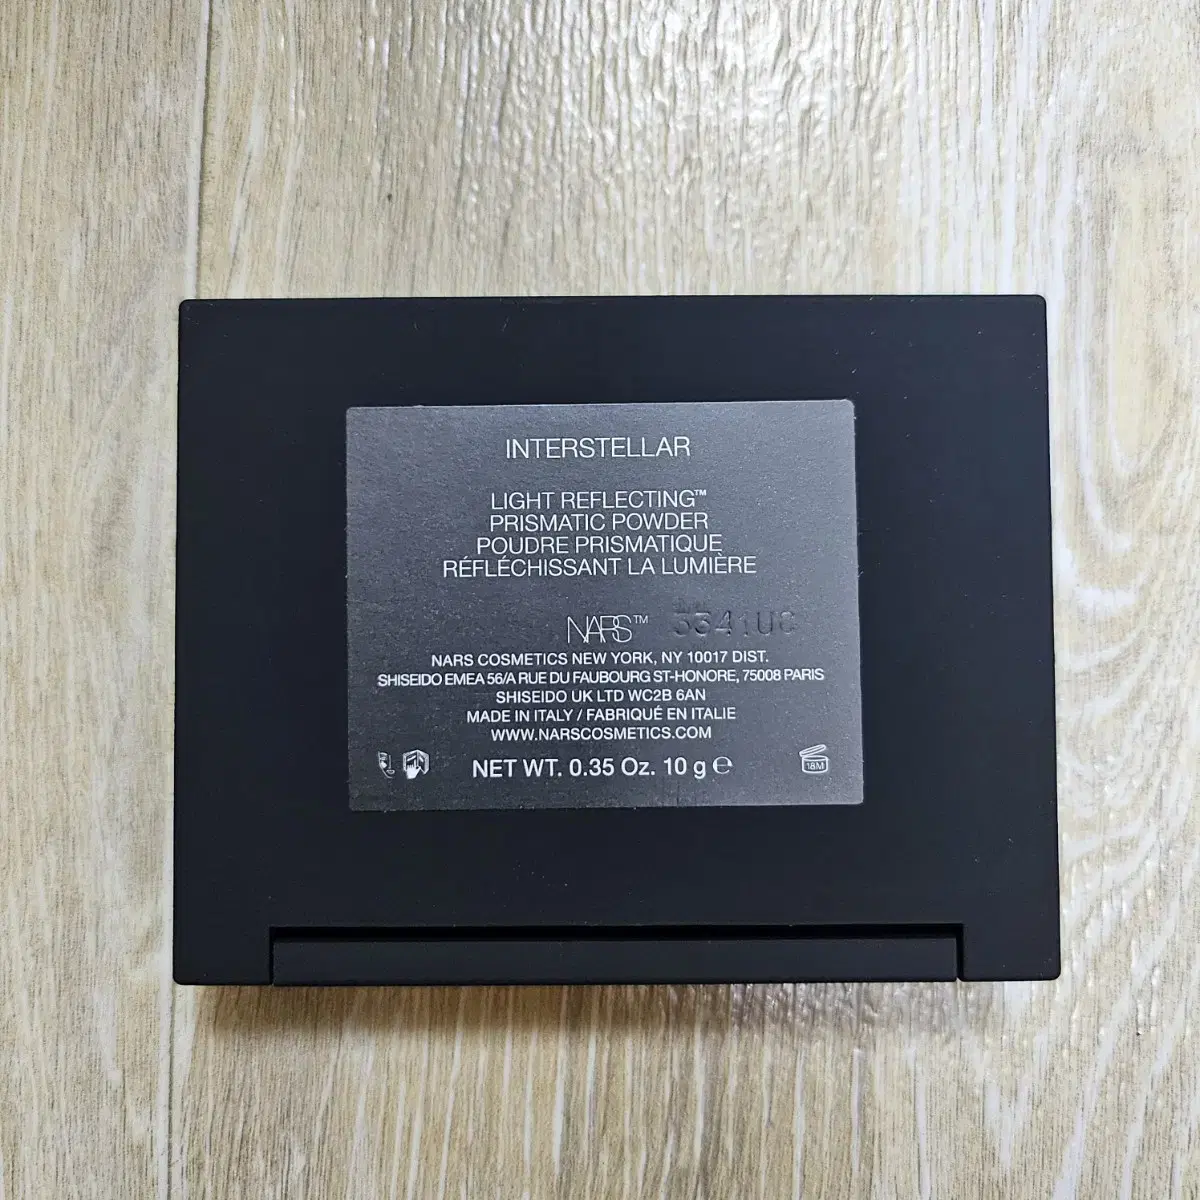 INTERSTELLAR
LIGHT REFLECTING™
PRISMATIC POWDER
POUDRE PRISMATIQUE
RÉFLÉCHISSANT LA LUMIÈRE
NARS™
NARS COSMETICS NEW YORK, NY 10017 DIST.
SHISEIDO EMEA 56/A RUE DU FAUBOURG ST-HONORE, 75008 PARIS
SHISEIDO UK LTD WC2B 6AN
MADE IN ITALY / FABRIQUÉ EN ITALIE
WWW.NARSCOSMETICS.COM
NET WT. 0.35 Oz. 10 g ℮
18M